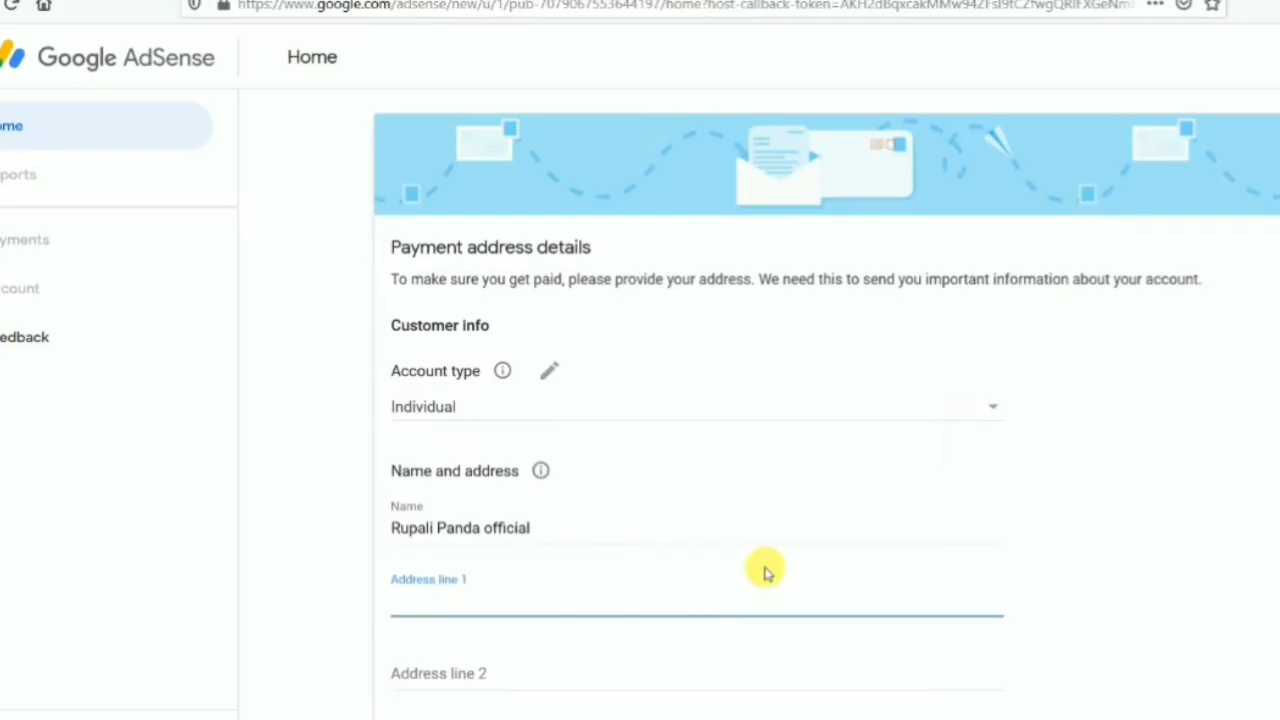 https://www.google.com/adsense/new/u/1/pub-7079067553644197/home?host-callback-token=
Google AdSense
Home
ome
ports
yments
count
edback
Payment address details
To make sure you get paid, please provide your address. We need this to send you important information about your account.
Customer info
Account type
Individual
Name and address
Name
Rupali Panda official
Address line 1
Address line 2